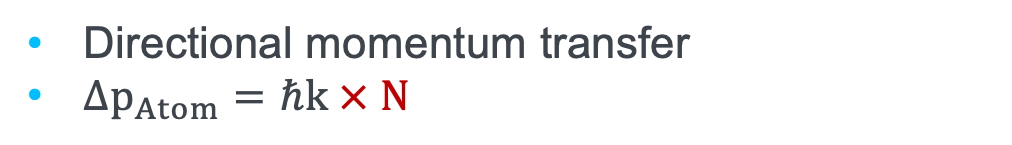 • Directional momentum transfer
• Δp_Atom = ℏk × N